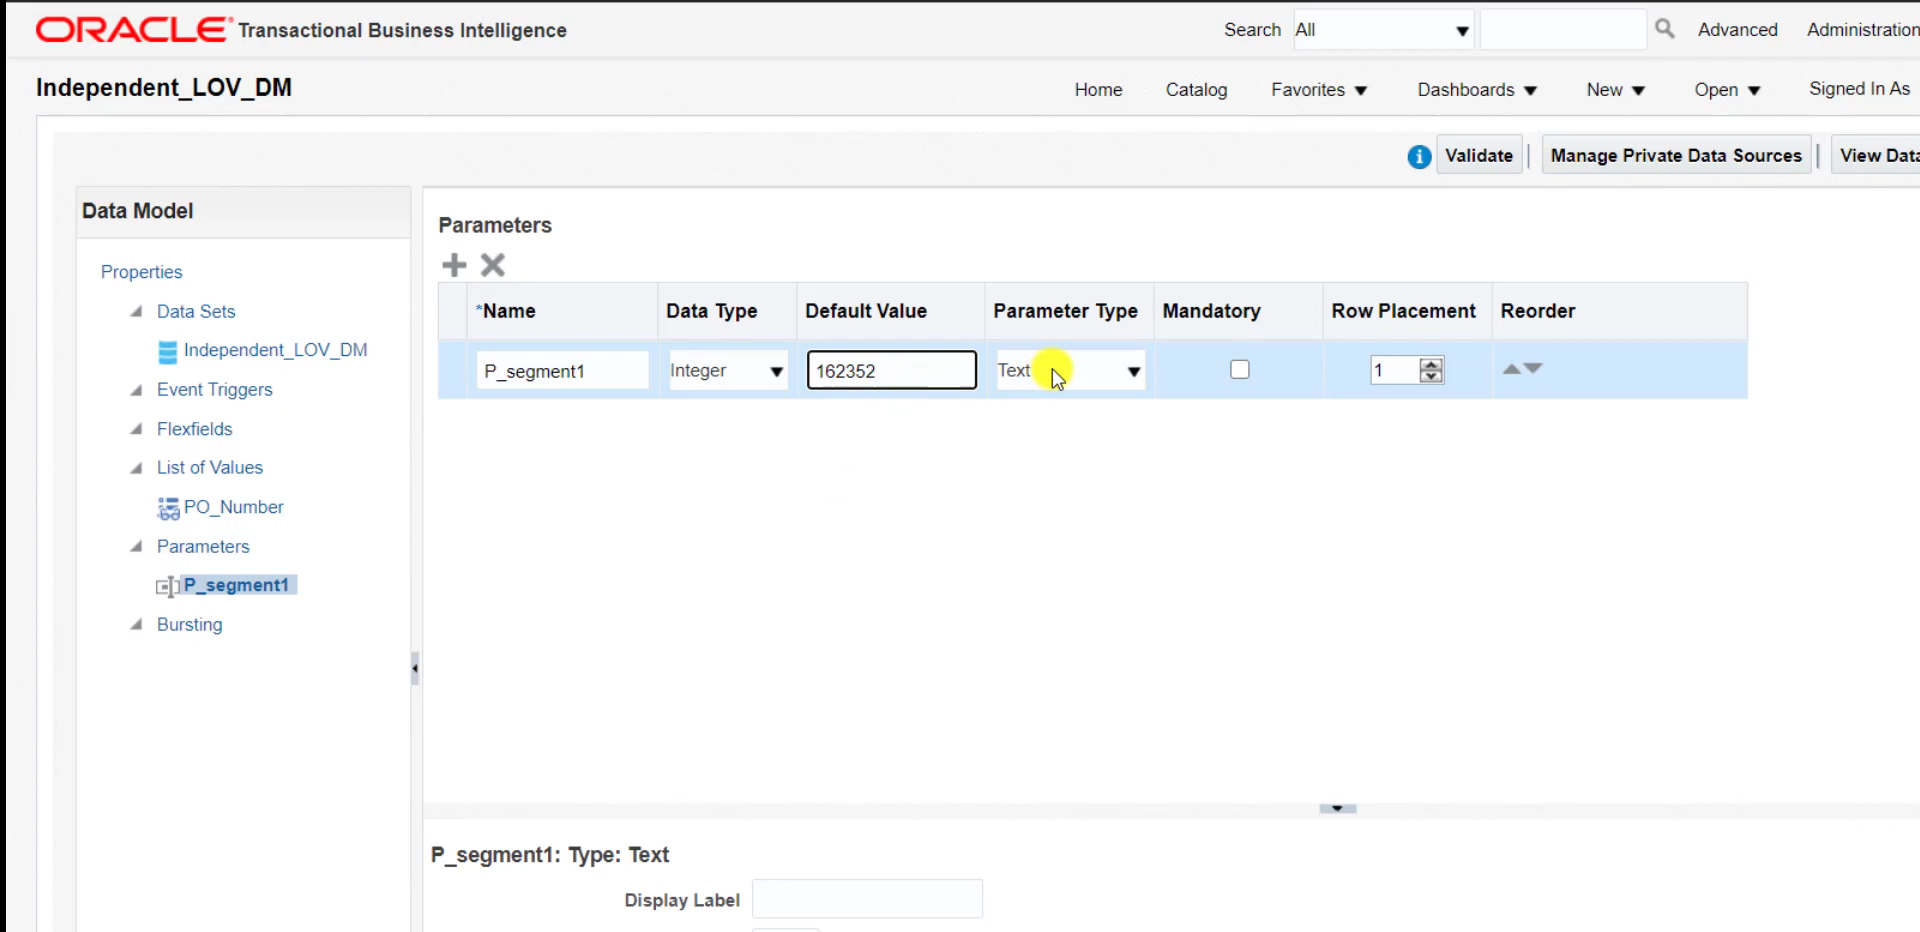 ORACLE Transactional Business Intelligence
Search All Advanced Administration
Independent_LOV_DM
Home Catalog Favorites Dashboards New Open Signed In As
Validate Manage Private Data Sources View Data
Data Model
Properties
Data Sets
Independent_LOV_DM
Event Triggers
Flexfields
List of Values
PO_Number
Parameters
P_segment1
Bursting
Parameters
*Name Data Type Default Value Parameter Type Mandatory Row Placement Reorder
P_segment1 Integer 162352 Text 1
P_segment1: Type: Text
Display Label